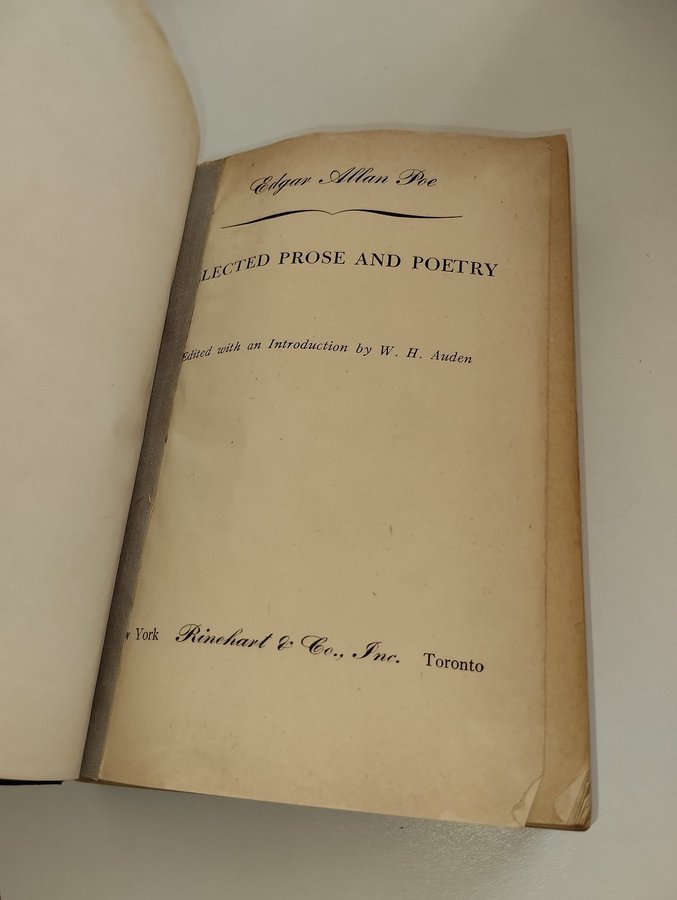 Edgar Allan Poe
LECTED PROSE AND POETRY
Edited with an Introduction by W. H. Auden
York Rinehart & Co., Inc. Toronto